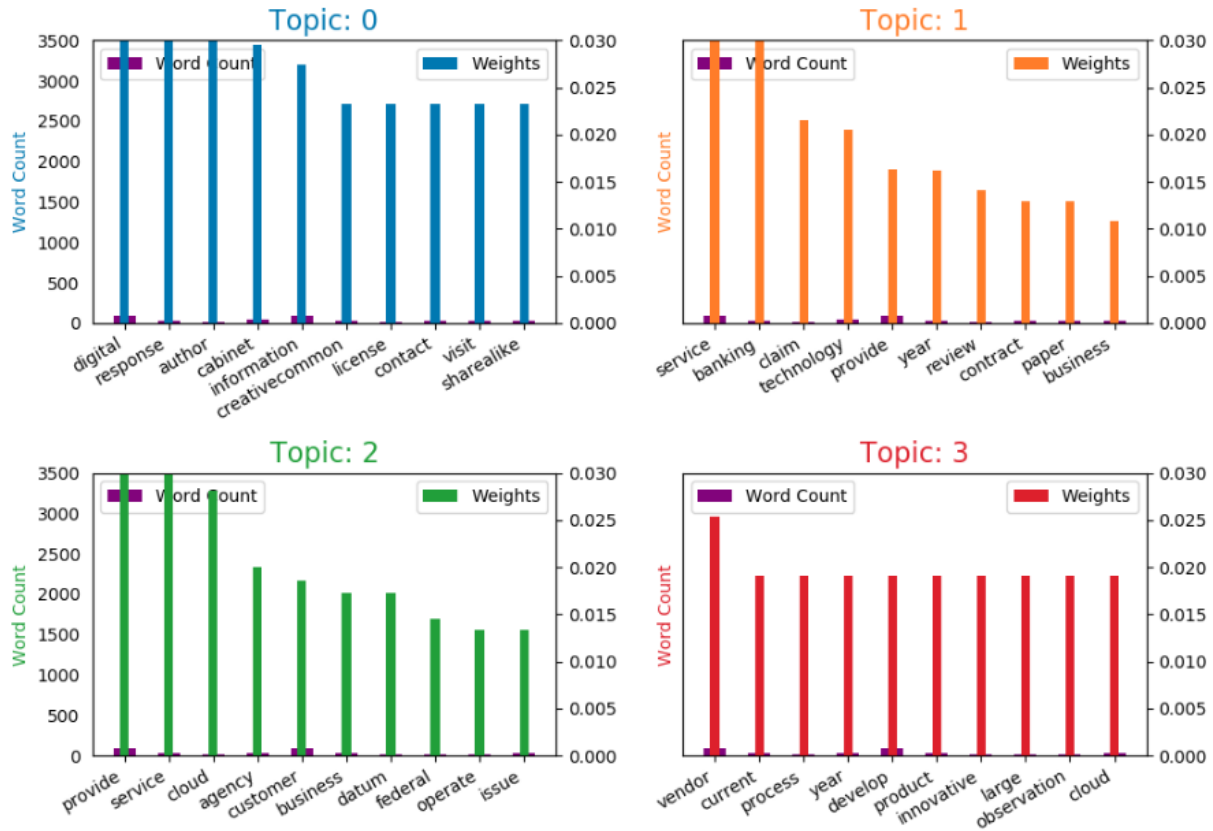 Topic: 0
Word Count
Weights
3500
3000
2500
2000
1500
1000
500
0
Word Count
0.030
0.025
0.020
0.015
0.010
0.005
0.000
digital
response
author
cabinet
information
creativecommon
license
contact
visit
sharealike
Topic: 1
Word Count
Weights
Word Count
0.030
0.025
0.020
0.015
0.010
0.005
0.000
service
banking
claim
technology
provide
year
review
contract
paper
business
Topic: 2
Word Count
Weights
3500
3000
2500
2000
1500
1000
500
0
Word Count
0.030
0.025
0.020
0.015
0.010
0.005
0.000
provide
service
cloud
agency
customer
business
datum
federal
operate
issue
Topic: 3
Word Count
Weights
Word Count
0.030
0.025
0.020
0.015
0.010
0.005
0.000
vendor
current
process
year
develop
product
innovative
large
observation
cloud